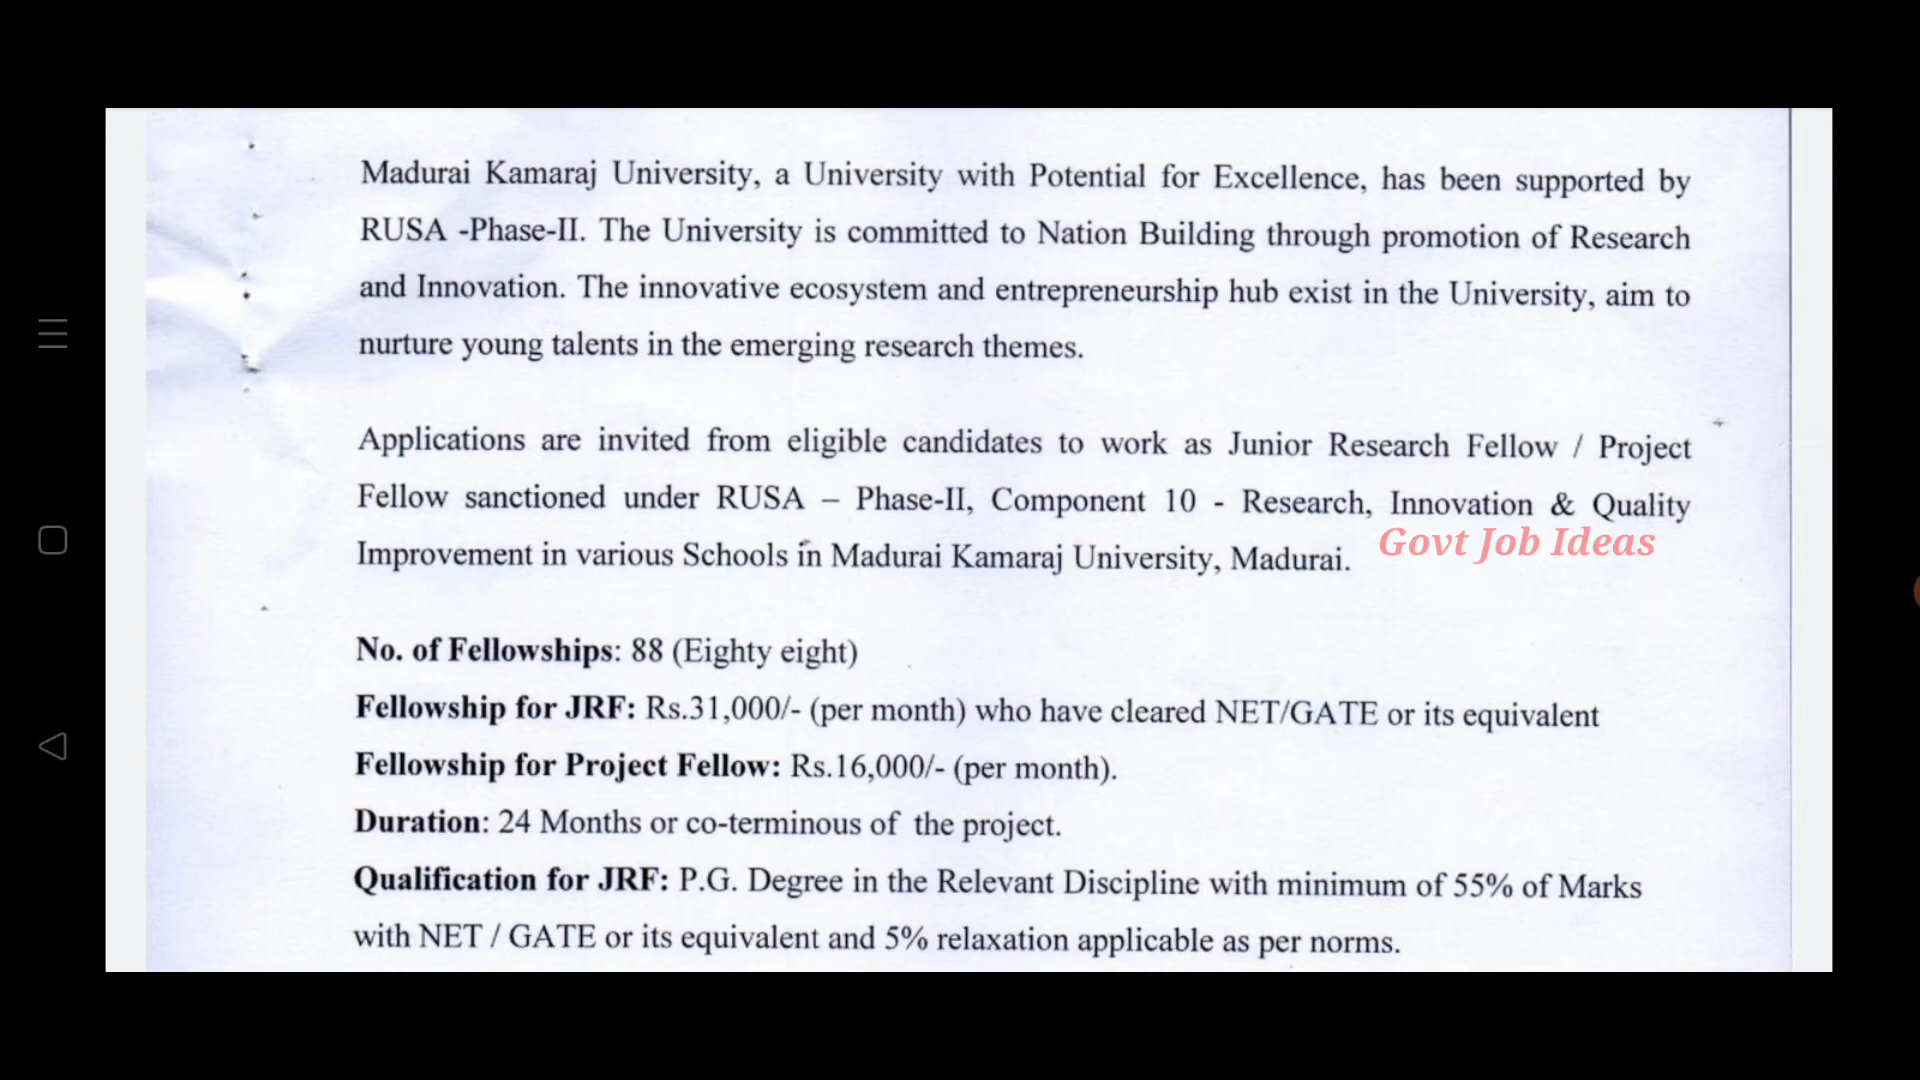 Madurai Kamaraj University, a University with Potential for Excellence, has been supported by
RUSA -Phase-II. The University is committed to Nation Building through promotion of Research
and Innovation. The innovative ecosystem and entrepreneurship hub exist in the University, aim to
nurture young talents in the emerging research themes.
Applications are invited from eligible candidates to work as Junior Research Fellow / Project
Fellow sanctioned under RUSA – Phase-II, Component 10 - Research, Innovation & Quality
Improvement in various Schools in Madurai Kamaraj University, Madurai.
Govt Job Ideas
No. of Fellowships: 88 (Eighty eight)
Fellowship for JRF: Rs.31,000/- (per month) who have cleared NET/GATE or its equivalent
Fellowship for Project Fellow: Rs.16,000/- (per month).
Duration: 24 Months or co-terminous of the project.
Qualification for JRF: P.G. Degree in the Relevant Discipline with minimum of 55% of Marks
with NET / GATE or its equivalent and 5% relaxation applicable as per norms.